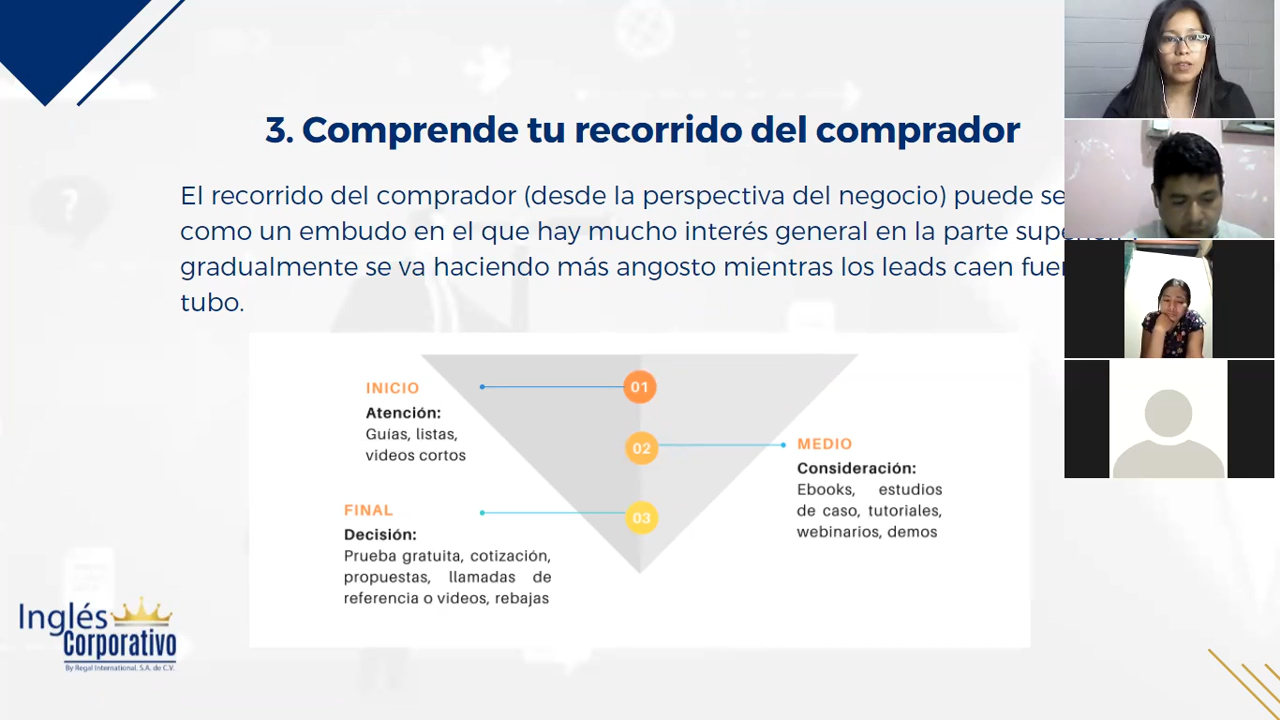 3. Comprende tu recorrido del comprador
El recorrido del comprador (desde la perspectiva del negocio) puede se
como un embudo en el que hay mucho interés general en la parte
gradualmente se va haciendo más angosto mientras los leads caen
tubo.
INICIO
Atención:
Guías, listas,
videos cortos
01
02
03
MEDIO
Consideración:
Ebooks, estudios
de caso, tutoriales,
webinarios, demos
FINAL
Decisión:
Prueba gratuita, cotización,
propuestas, llamadas de
referencia o videos, rebajas
Inglés
Corporativo
By Regal International, S.A. de C.V.